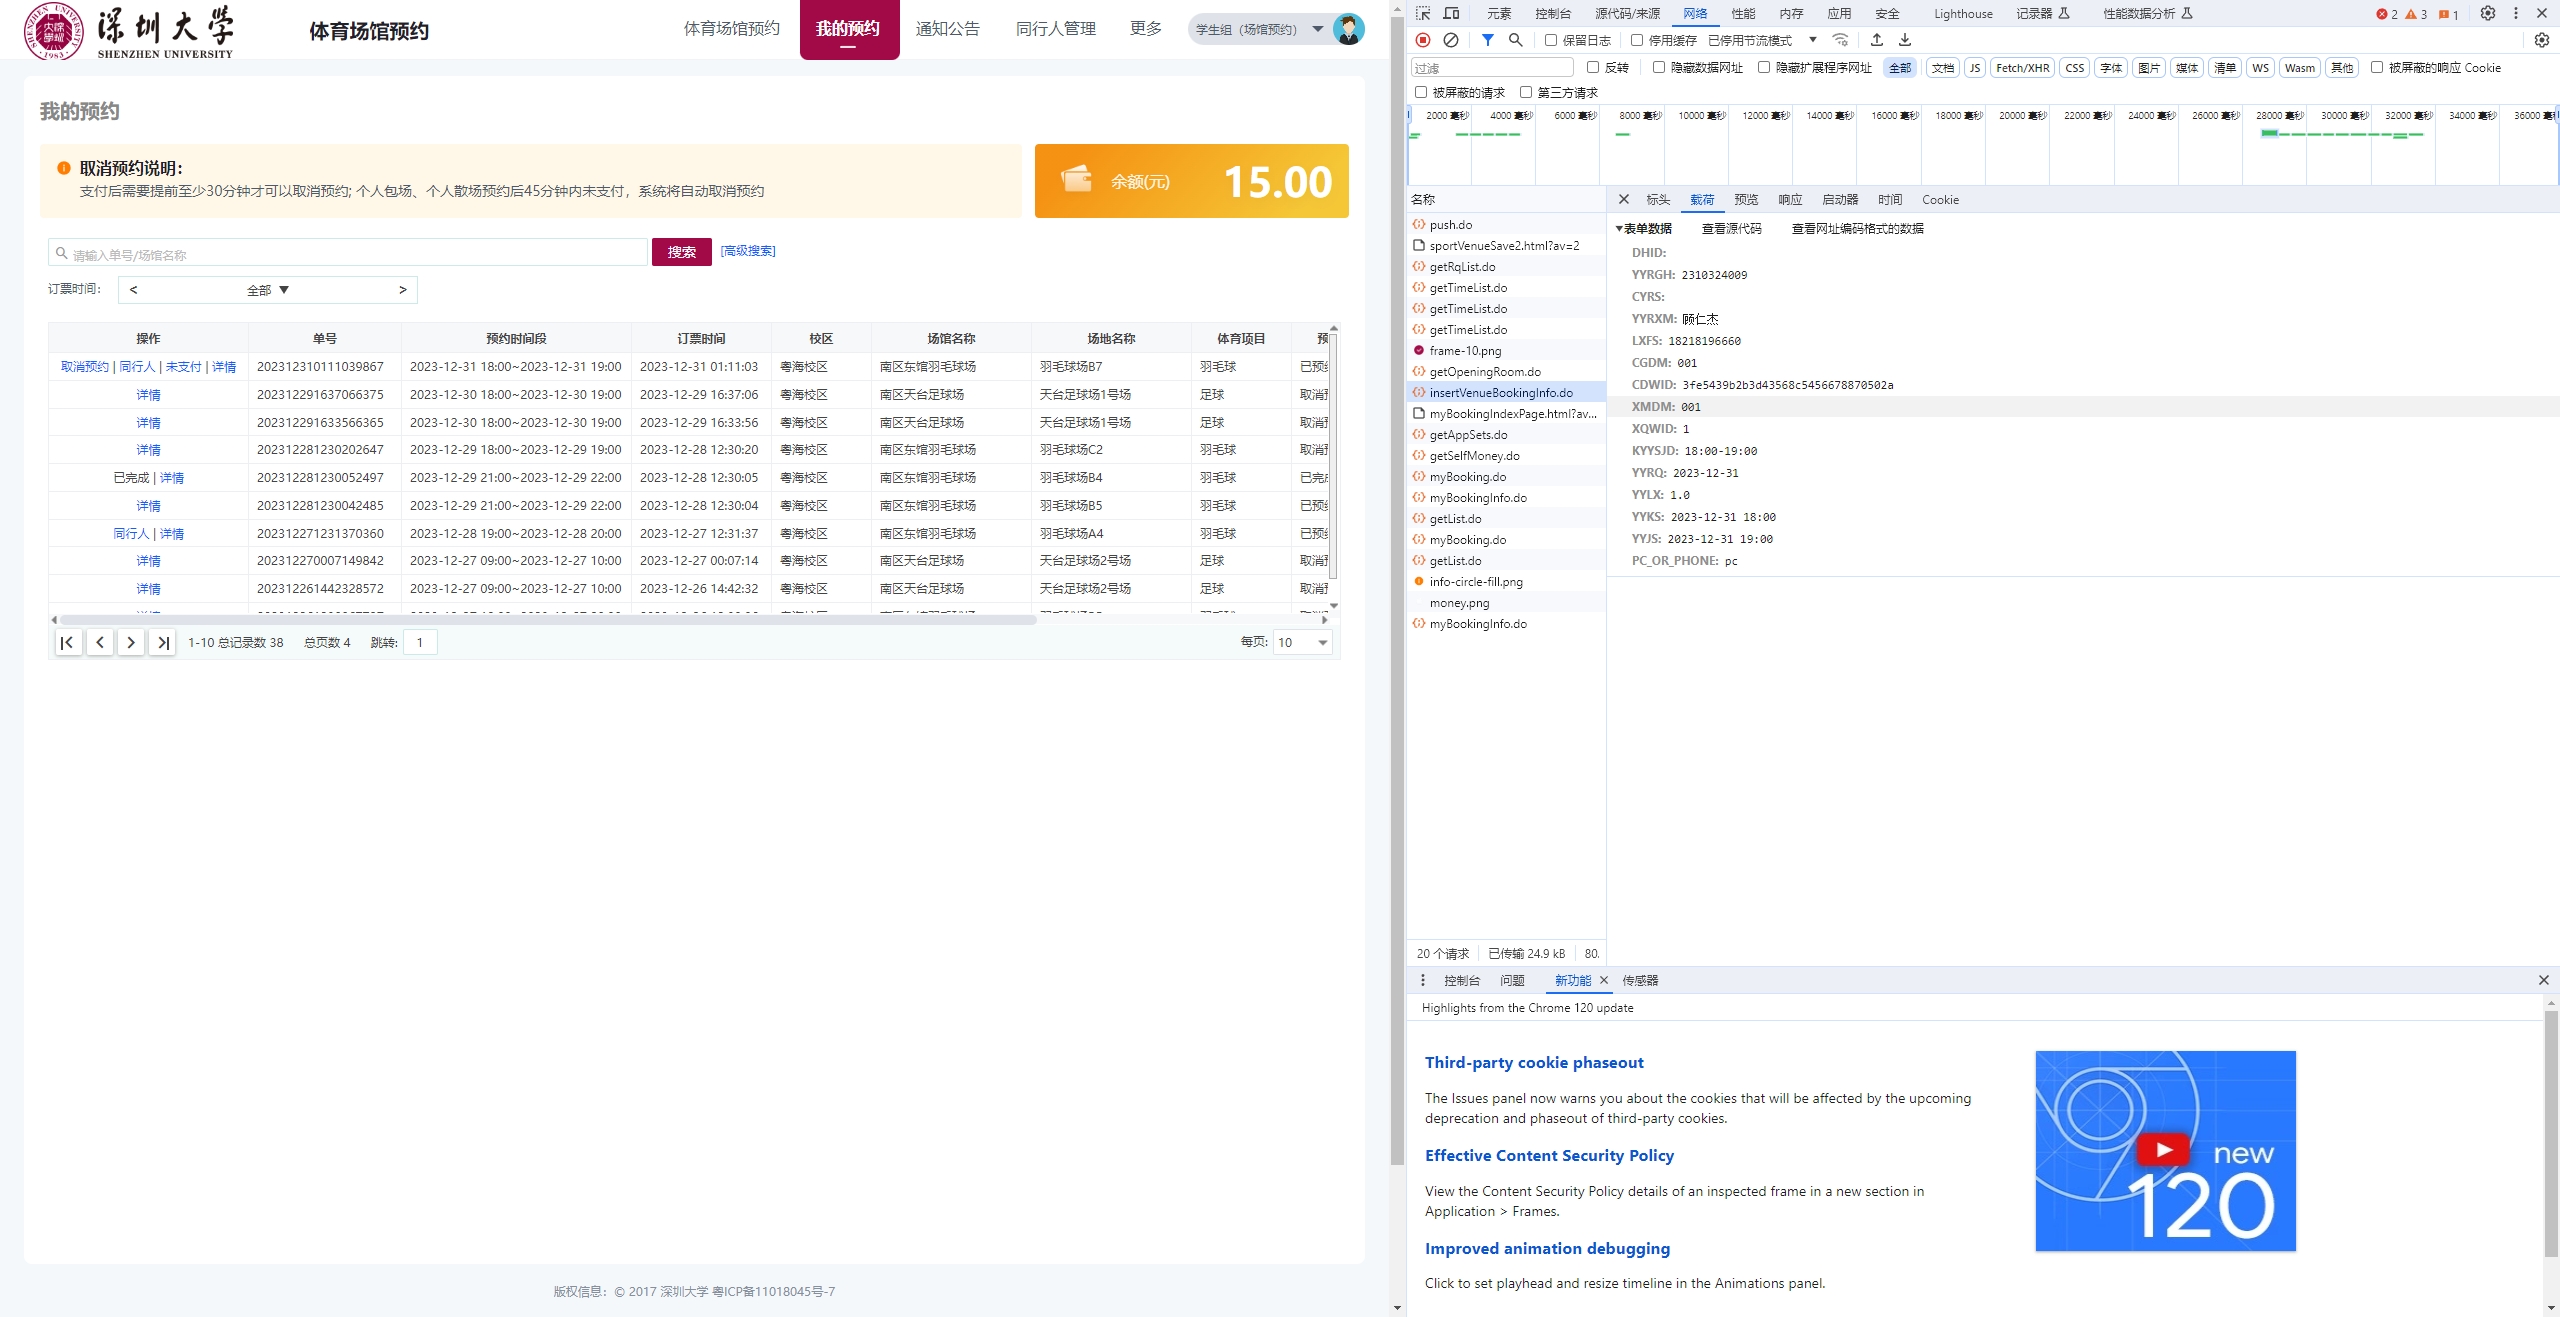 深圳大学
SHENZHEN UNIVERSITY
体育场馆预约
体育场馆预约 我的预约 通知公告 同行人管理 更多 学生组（场馆预约）
我的预约
取消预约说明：
支付后需要提前至少30分钟才可以取消预约; 个人包场、个人散场预约后45分钟内未支付，系统将自动取消预约
余额(元) 15.00
请输入单号/场馆名称 搜索 [高级搜索]
订票时间： < 全部 ▼ >
操作 单号 预约时间段 订票时间 校区 场馆名称 场地名称 体育项目
取消预约 | 同行人 | 未支付 | 详情 202312310111039867 2023-12-31 18:00~2023-12-31 19:00 2023-12-31 01:11:03 粤海校区 南区东馆羽毛球场 羽毛球场B7 羽毛球
详情 202312291637066375 2023-12-30 18:00~2023-12-30 19:00 2023-12-29 16:37:06 粤海校区 南区天台足球场 天台足球场1号场 足球
详情 202312291633566365 2023-12-30 18:00~2023-12-30 19:00 2023-12-29 16:33:56 粤海校区 南区天台足球场 天台足球场1号场 足球
详情 202312281230202647 2023-12-29 18:00~2023-12-29 19:00 2023-12-28 12:30:20 粤海校区 南区东馆羽毛球场 羽毛球场C2 羽毛球
已完成 | 详情 202312281230052497 2023-12-29 21:00~2023-12-29 22:00 2023-12-28 12:30:05 粤海校区 南区东馆羽毛球场 羽毛球场B4 羽毛球
详情 202312281230042485 2023-12-29 21:00~2023-12-29 22:00 2023-12-28 12:30:04 粤海校区 南区东馆羽毛球场 羽毛球场B5 羽毛球
同行人 | 详情 202312271231370360 2023-12-28 19:00~2023-12-28 20:00 2023-12-27 12:31:37 粤海校区 南区东馆羽毛球场 羽毛球场A4 羽毛球
详情 202312270007149842 2023-12-27 09:00~2023-12-27 10:00 2023-12-27 00:07:14 粤海校区 南区天台足球场 天台足球场2号场 足球
详情 202312261442328572 2023-12-27 09:00~2023-12-27 10:00 2023-12-26 14:42:32 粤海校区 南区天台足球场 天台足球场2号场 足球
1-10 总记录数 38 总页数 4 跳转: 1 每页: 10
版权信息：© 2017 深圳大学 粤ICP备11018045号-7
元素 控制台 源代码/来源 网络 性能 内存 应用 安全 Lighthouse 记录器 性能数据分析 2 3 1
保留日志 停用缓存 已停用节流模式
过滤 反转 隐藏数据网址 隐藏扩展程序网址 全部 文档 JS Fetch/XHR CSS 字体 图片 媒体 清单 WS Wasm 其他 被屏蔽的响应 Cookie
被屏蔽的请求 第三方请求
2000 毫秒 4000 毫秒 6000 毫秒 8000 毫秒 10000 毫秒 12000 毫秒 14000 毫秒 16000 毫秒 18000 毫秒 20000 毫秒 22000 毫秒 24000 毫秒 26000 毫秒 28000 毫秒 30000 毫秒 32000 毫秒 34000 毫秒 36000
名称
push.do
sportVenueSave2.html?av=2
getRqList.do
getTimeList.do
getTimeList.do
getTimeList.do
frame-10.png
getOpeningRoom.do
insertVenueBookingInfo.do
myBookingIndexPage.html?av...
getAppSets.do
getSelfMoney.do
myBooking.do
myBookingInfo.do
getList.do
myBooking.do
getList.do
info-circle-fill.png
money.png
myBookingInfo.do
20 个请求 已传输 24.9 kB 80.
标头 载荷 预览 响应 启动器 时间 Cookie
表单数据 查看源代码 查看网址编码格式的数据
DHID:
YYRGH: 2310324009
CYRS:
YYRXM: 顾仁杰
LXFS: 18218196660
CGDM: 001
CDWID: 3fe5439b2b3d43568c5456678870502a
XMDM: 001
XQWID: 1
KYYSJD: 18:00-19:00
YYRQ: 2023-12-31
YYLX: 1.0
YYKS: 2023-12-31 18:00
YYJS: 2023-12-31 19:00
PC_OR_PHONE: pc
控制台 问题 新功能 传感器
Highlights from the Chrome 120 update
Third-party cookie phaseout
The Issues panel now warns you about the cookies that will be affected by the upcoming
deprecation and phaseout of third-party cookies.
Effective Content Security Policy
View the Content Security Policy details of an inspected frame in a new section in
Application > Frames.
Improved animation debugging
Click to set playhead and resize timeline in the Animations panel.
new
120